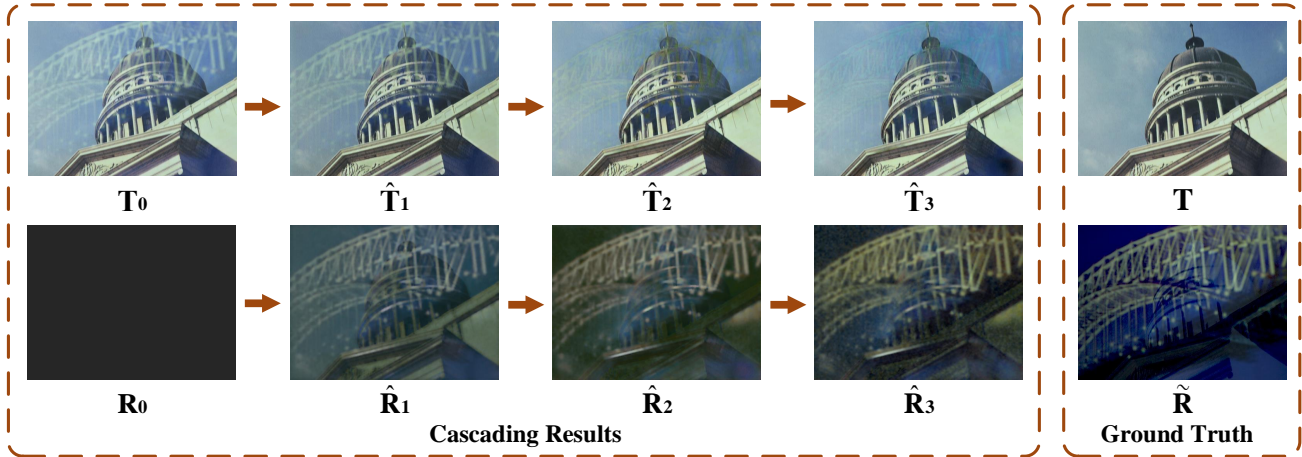 T0 T̂1 T̂2 T̂3 T
R0 R̂1 R̂2 R̂3 R̃
Cascading Results Ground Truth